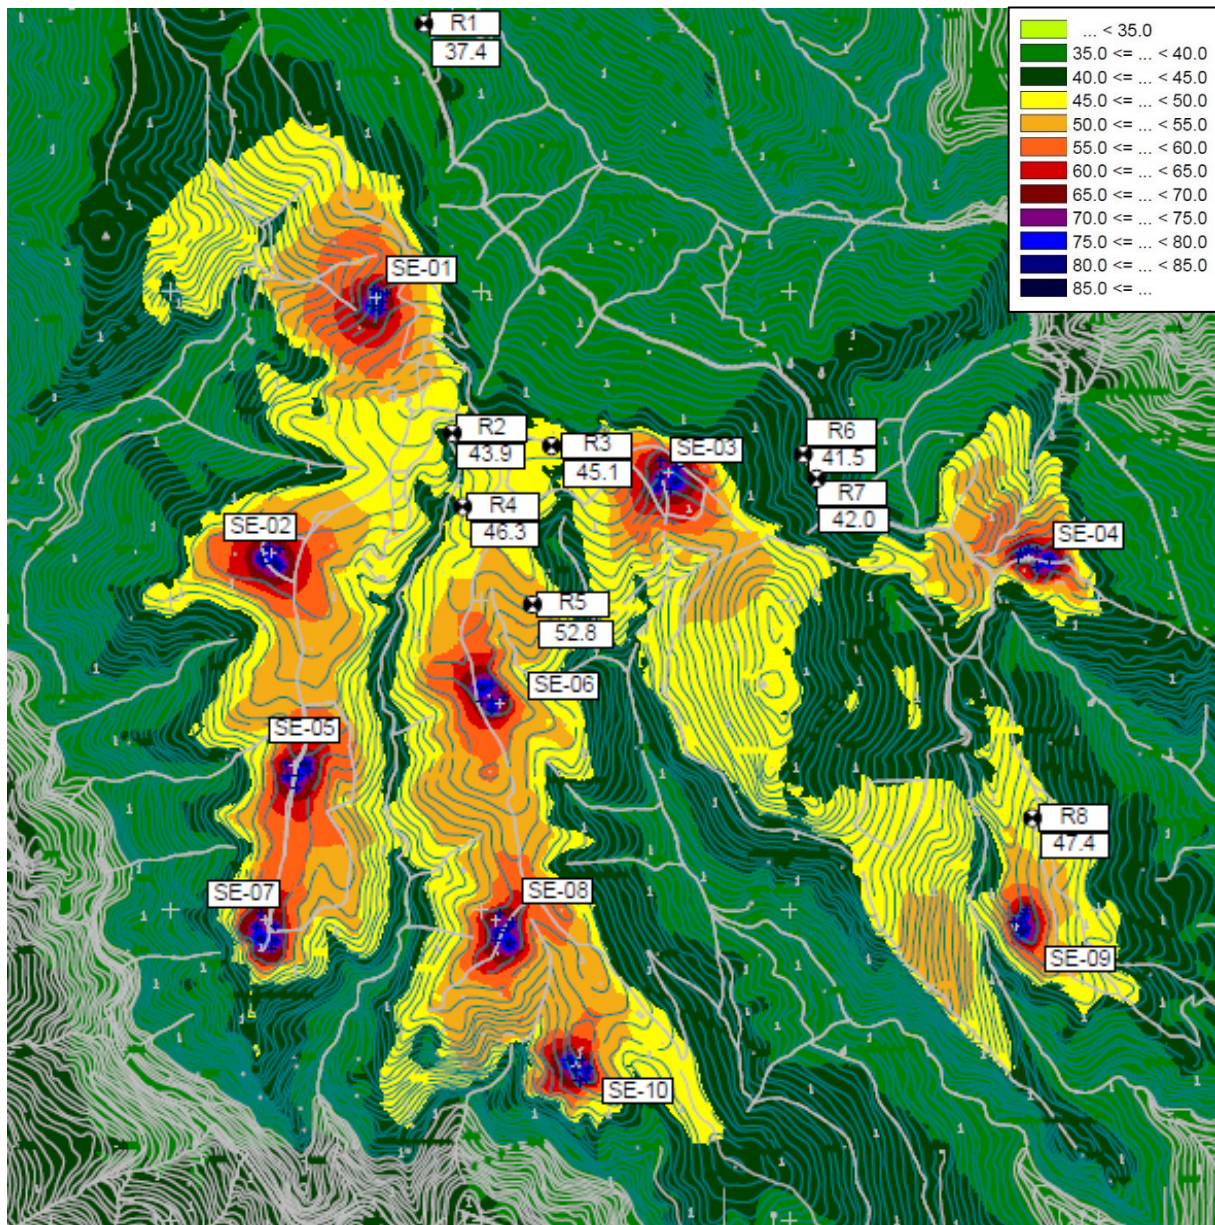 R1
37.4
... < 35.0
35.0 <= ... < 40.0
40.0 <= ... < 45.0
45.0 <= ... < 50.0
50.0 <= ... < 55.0
55.0 <= ... < 60.0
60.0 <= ... < 65.0
65.0 <= ... < 70.0
70.0 <= ... < 75.0
75.0 <= ... < 80.0
80.0 <= ... < 85.0
85.0 <= ...
SE-01
R2
43.9
R3
45.1
SE-03
R6
41.5
R7
42.0
R4
46.3
SE-02
SE-04
R5
52.8
SE-06
SE-05
R8
47.4
SE-07
SE-08
SE-09
SE-10